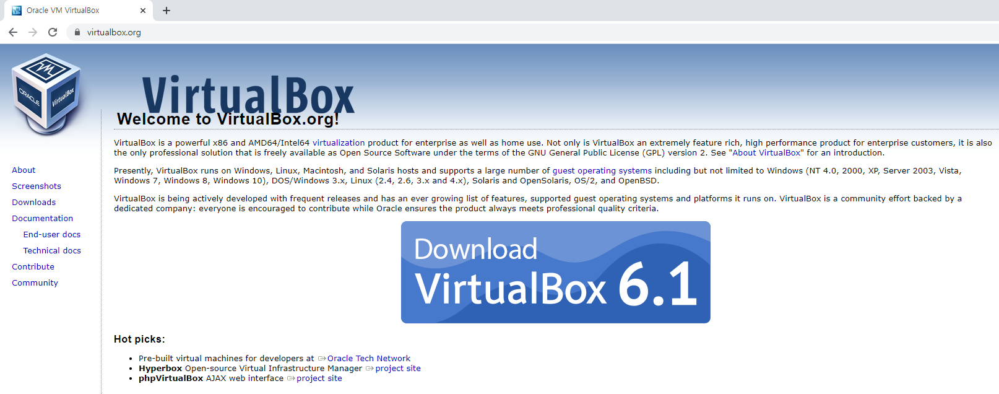 Oracle VM VirtualBox
virtualbox.org
ORACLE
VirtualBox
VirtualBox
Welcome to VirtualBox.org!
VirtualBox is a powerful x86 and AMD64/Intel64 virtualization product for enterprise as well as home use. Not only is VirtualBox an extremely feature rich, high performance product for enterprise customers, it is also
the only professional solution that is freely available as Open Source Software under the terms of the GNU General Public License (GPL) version 2. See "About VirtualBox" for an introduction.
Presently, VirtualBox runs on Windows, Linux, Macintosh, and Solaris hosts and supports a large number of guest operating systems including but not limited to Windows (NT 4.0, 2000, XP, Server 2003, Vista,
Windows 7, Windows 8, Windows 10), DOS/Windows 3.x, Linux (2.4, 2.6, 3.x and 4.x), Solaris and OpenSolaris, OS/2, and OpenBSD.
VirtualBox is being actively developed with frequent releases and has an ever growing list of features, supported guest operating systems and platforms it runs on. VirtualBox is a community effort backed by a
dedicated company: everyone is encouraged to contribute while Oracle ensures the product always meets professional quality criteria.
About
Screenshots
Downloads
Documentation
End-user docs
Technical docs
Contribute
Community
Download
VirtualBox 6.1
Hot picks:
• Pre-built virtual machines for developers at Oracle Tech Network
• Hyperbox Open-source Virtual Infrastructure Manager project site
• phpVirtualBox AJAX web interface project site